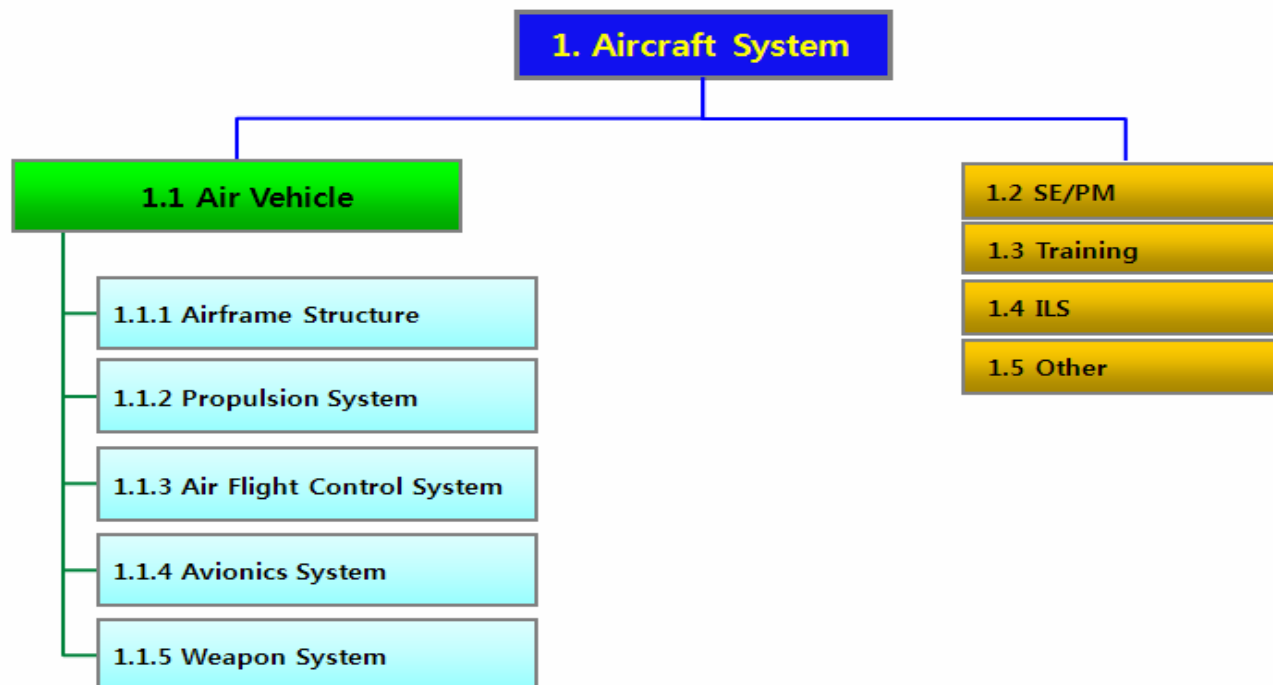 1. Aircraft System
1.1 Air Vehicle
1.1.1 Airframe Structure
1.1.2 Propulsion System
1.1.3 Air Flight Control System
1.1.4 Avionics System
1.1.5 Weapon System
1.2 SE/PM
1.3 Training
1.4 ILS
1.5 Other